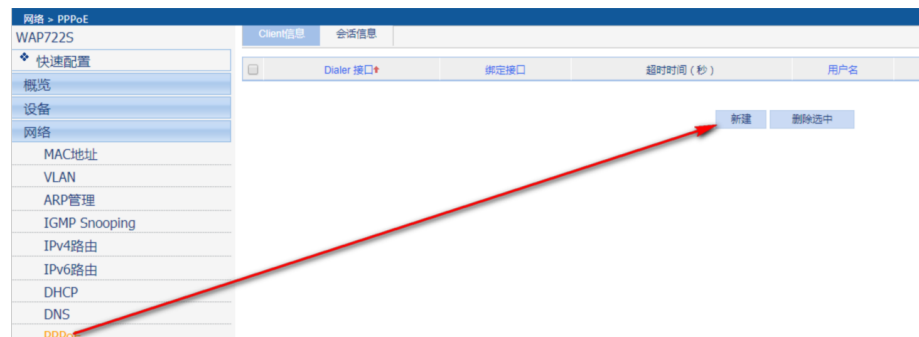 网络 > PPPoE
WAP722S
Client信息 会话信息
快速配置
Dialer 接口 绑定接口 超时时间（秒） 用户名
概览
设备
新建 删除选中
网络
MAC地址
VLAN
ARP管理
IGMP Snooping
IPv4路由
IPv6路由
DHCP
DNS